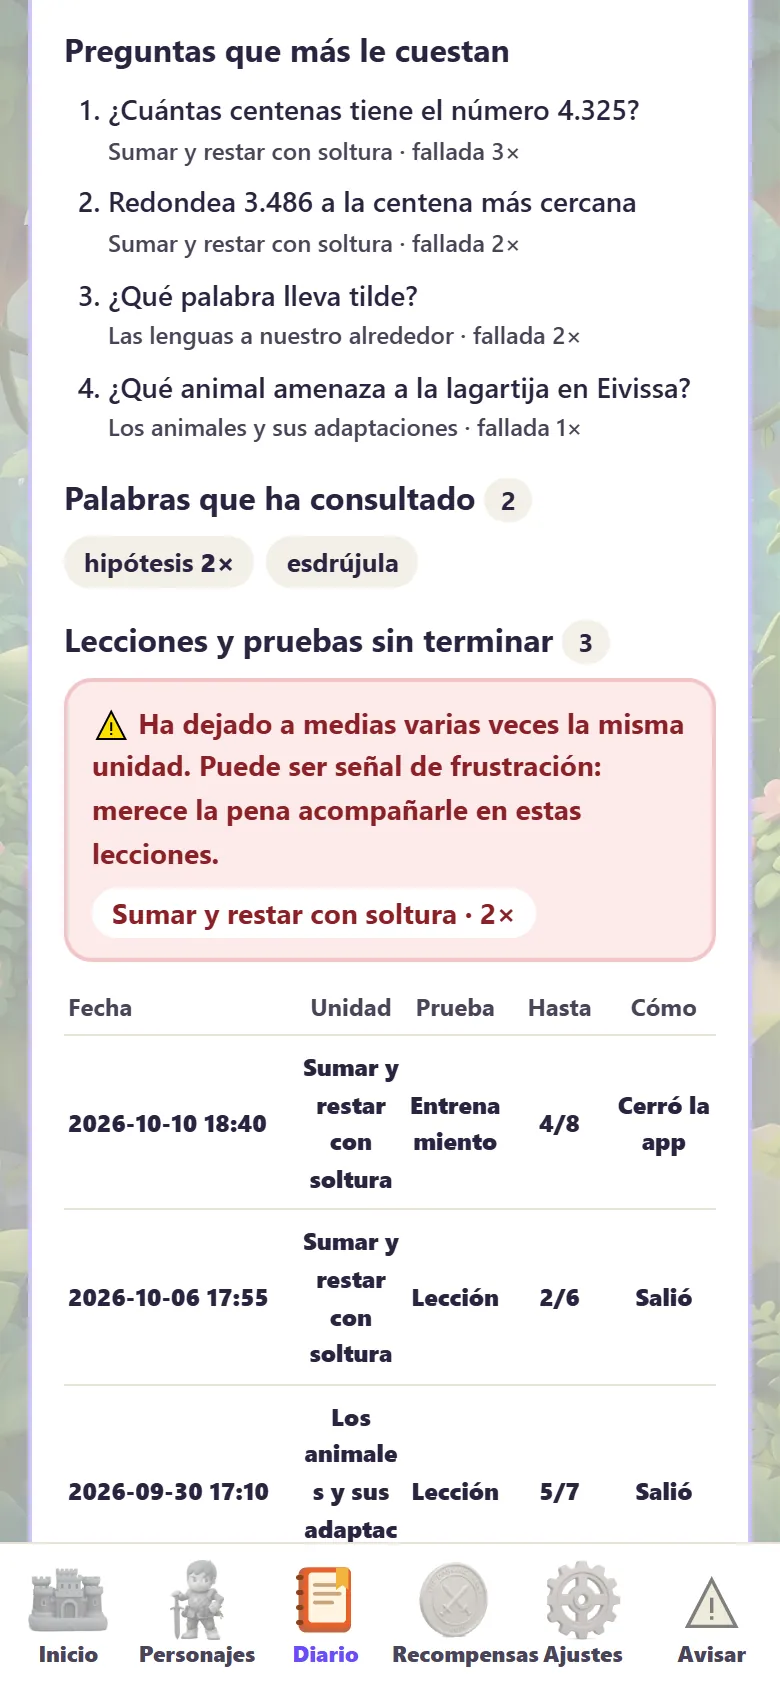 Preguntas que más le cuestan
1. ¿Cuántas centenas tiene el número 4.325?
Sumar y restar con soltura · fallada 3×
2. Redondea 3.486 a la centena más cercana
Sumar y restar con soltura · fallada 2×
3. ¿Qué palabra lleva tilde?
Las lenguas a nuestro alrededor · fallada 2×
4. ¿Qué animal amenaza a la lagartija en Eivissa?
Los animales y sus adaptaciones · fallada 1×
Palabras que ha consultado 2
hipótesis 2× esdrújula
Lecciones y pruebas sin terminar 3
⚠ Ha dejado a medias varias veces la misma
unidad. Puede ser señal de frustración:
merece la pena acompañarle en estas
lecciones.
Sumar y restar con soltura · 2×
Fecha Unidad Prueba Hasta Cómo
2026-10-10 18:40
Sumar y
restar
con
soltura
Entrena
miento
4/8
Cerró la
app
2026-10-06 17:55
Sumar y
restar
con
soltura
Lección
2/6
Salió
2026-09-30 17:10
Los
animale
s y sus
adaptac
Lección
5/7
Salió
Inicio Personajes Diario Recompensas Ajustes Avisar